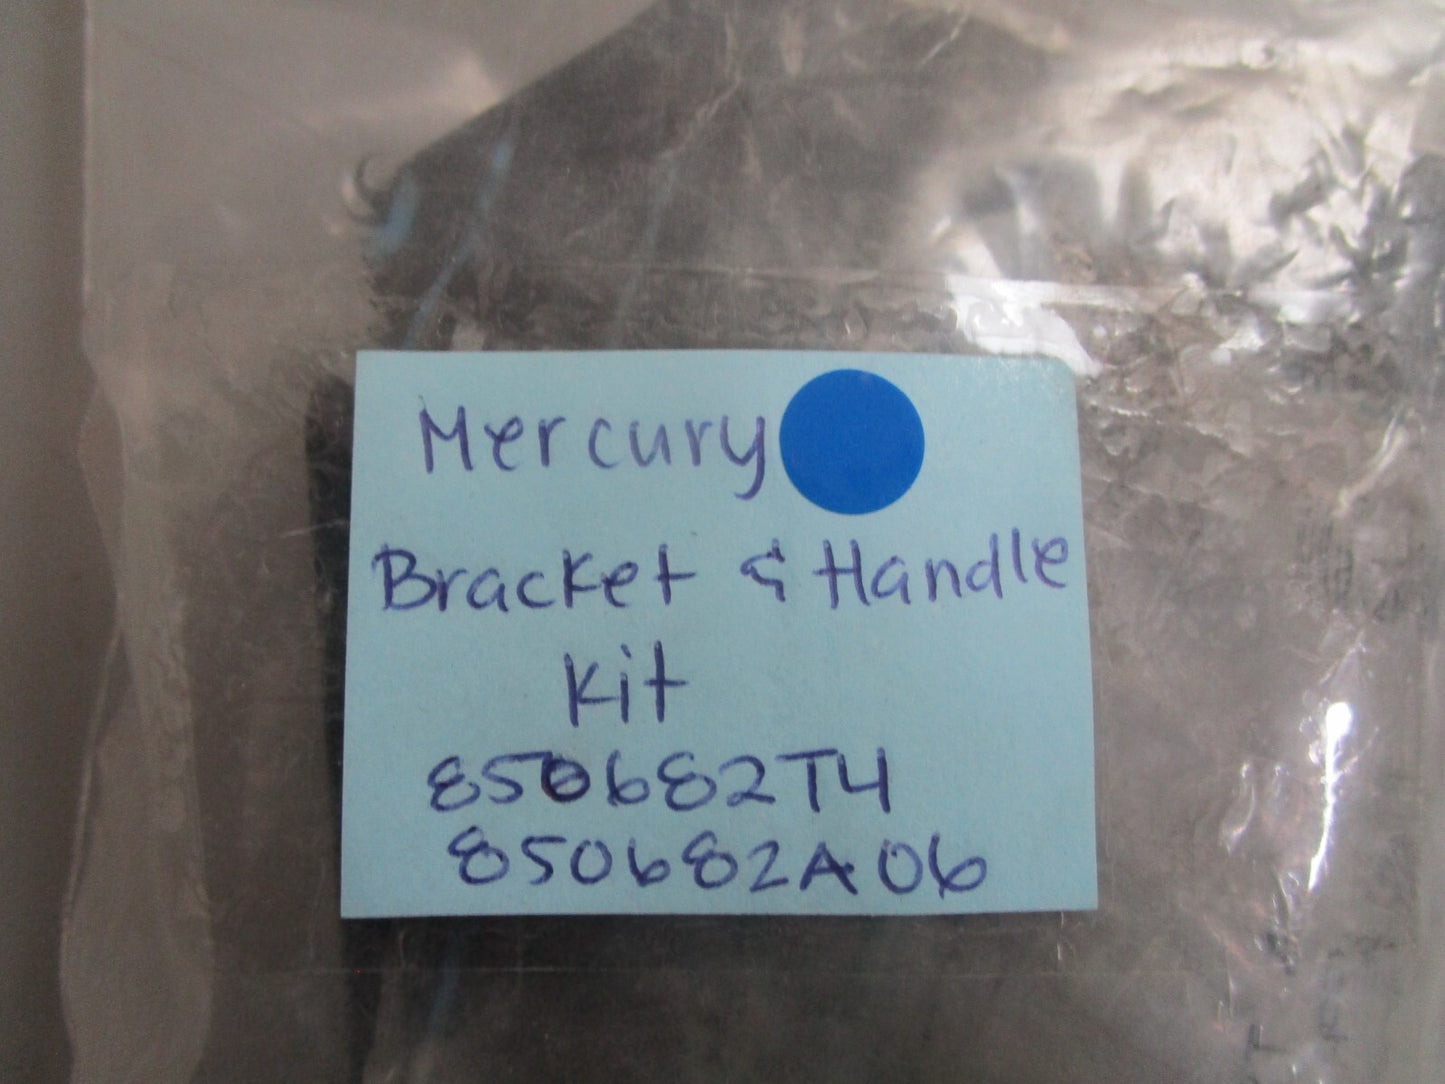 Mercury
Bracket & Handle
Kit
850682T4
850682A06